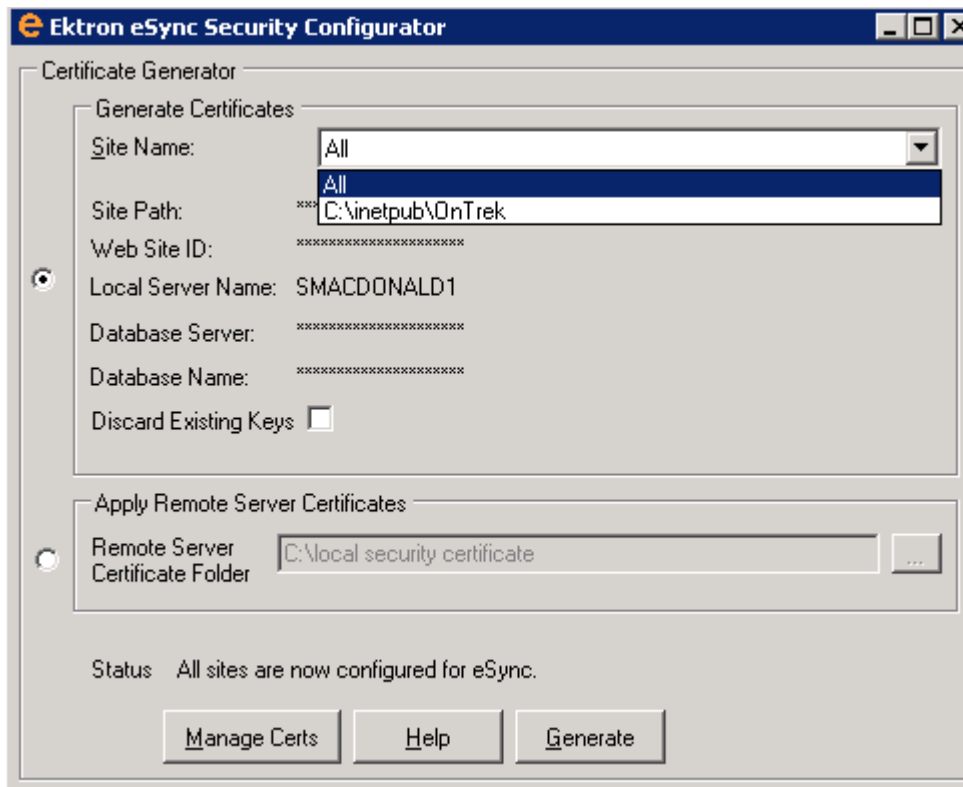 Ektron eSync Security Configurator
Certificate Generator
Generate Certificates
Site Name: All
All
Site Path: *** C:\inetpub\OnTrek
Web Site ID: *********************
Local Server Name: SMACDONALD1
Database Server: *********************
Database Name: *********************
Discard Existing Keys
Apply Remote Server Certificates
Remote Server
Certificate Folder
C:\local security certificate
...
Status All sites are now configured for eSync.
Manage Certs Help Generate